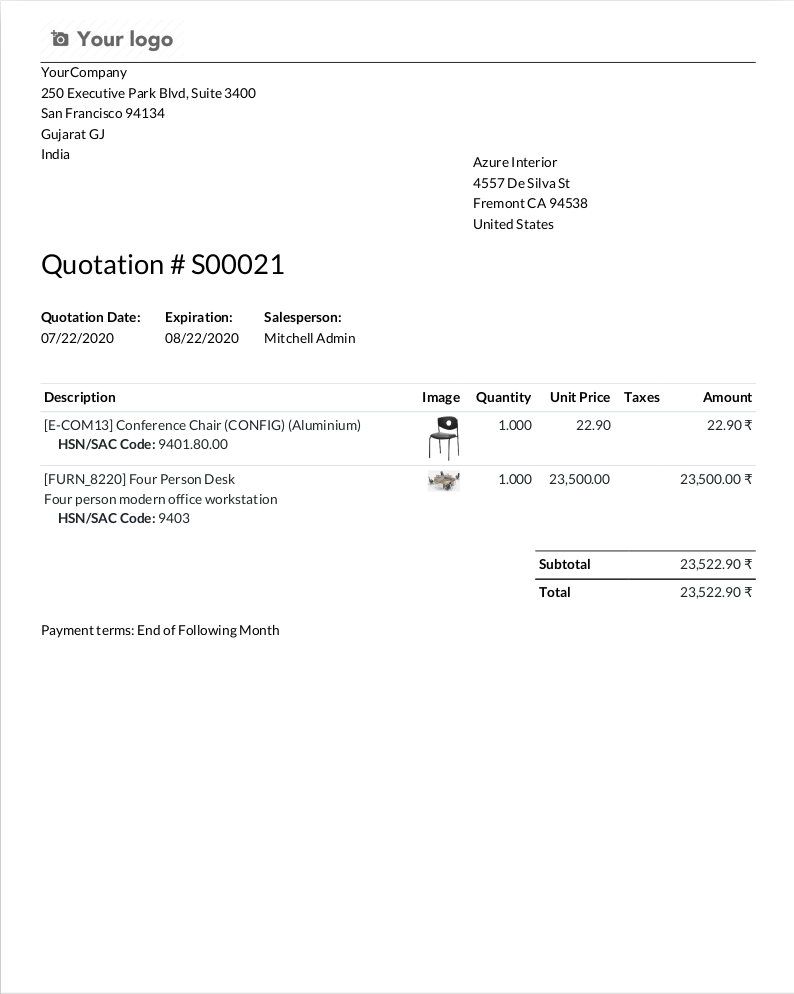 Your logo
YourCompany
250 Executive Park Blvd, Suite 3400
San Francisco 94134
Gujarat GJ
India
Azure Interior
4557 De Silva St
Fremont CA 94538
United States
Quotation # S00021
Quotation Date: Expiration: Salesperson:
07/22/2020 08/22/2020 Mitchell Admin
Description Image Quantity Unit Price Taxes Amount
[E-COM13] Conference Chair (CONFIG) (Aluminium) 1.000 22.90 22.90 ₹
HSN/SAC Code: 9401.80.00
[FURN_8220] Four Person Desk 1.000 23,500.00 23,500.00 ₹
Four person modern office workstation
HSN/SAC Code: 9403
Subtotal 23,522.90 ₹
Total 23,522.90 ₹
Payment terms: End of Following Month